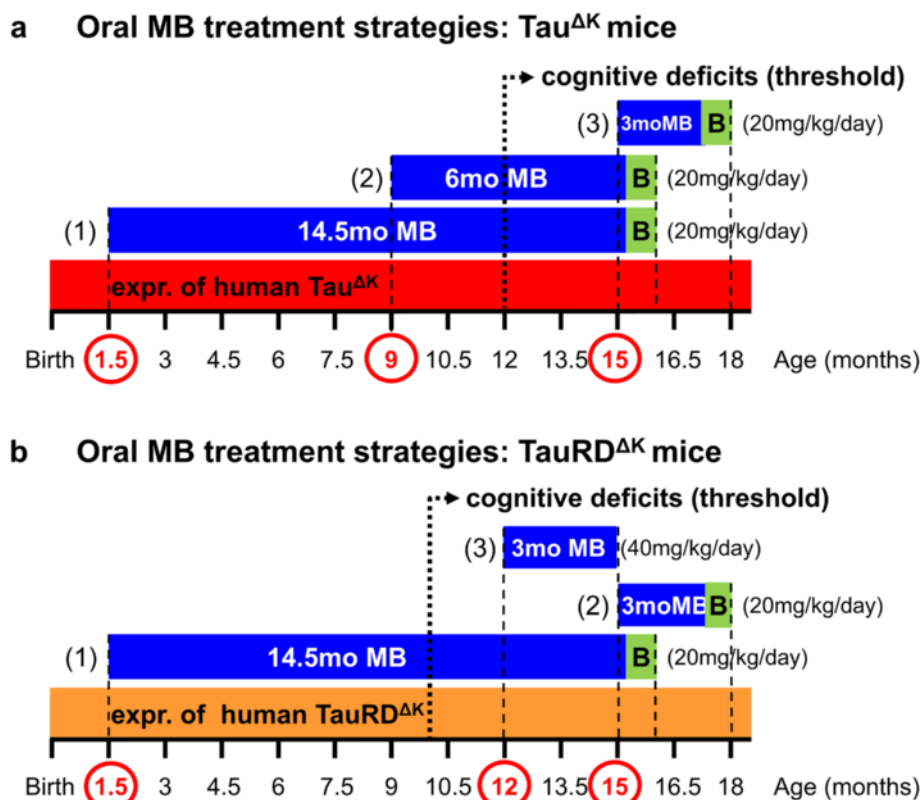 a Oral MB treatment strategies: Tau^ΔK mice
cognitive deficits (threshold)
(3) 3moMB B (20mg/kg/day)
(2) 6mo MB B (20mg/kg/day)
(1) 14.5mo MB B (20mg/kg/day)
expr. of human Tau^ΔK
Birth 1.5 3 4.5 6 7.5 9 10.5 12 13.5 15 16.5 18 Age (months)
b Oral MB treatment strategies: TauRD^ΔK mice
cognitive deficits (threshold)
(3) 3mo MB (40mg/kg/day)
(2) 3moMB B (20mg/kg/day)
(1) 14.5mo MB B (20mg/kg/day)
expr. of human TauRD^ΔK
Birth 1.5 3 4.5 6 7.5 9 10.5 12 13.5 15 16.5 18 Age (months)